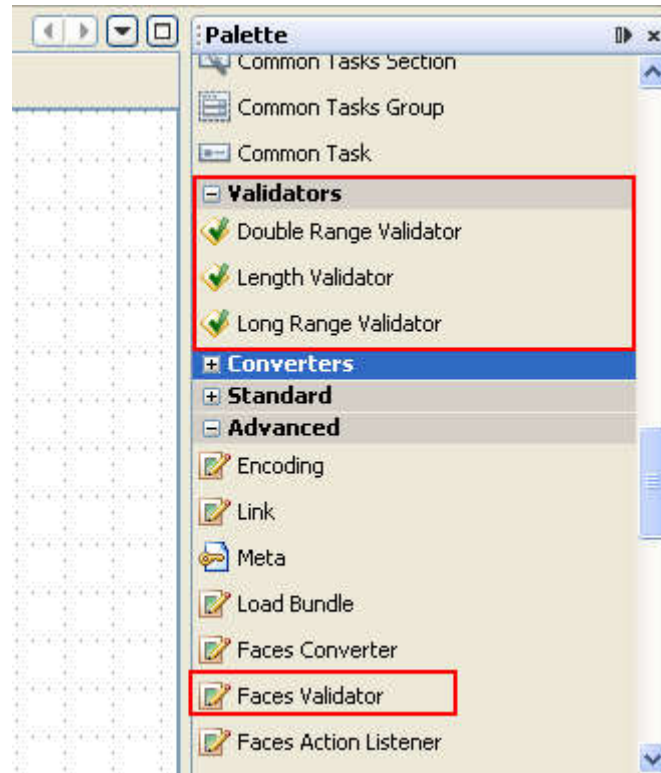 Palette
Common Tasks Section
Common Tasks Group
Common Task
Validators
Double Range Validator
Length Validator
Long Range Validator
Converters
Standard
Advanced
Encoding
Link
Meta
Load Bundle
Faces Converter
Faces Validator
Faces Action Listener